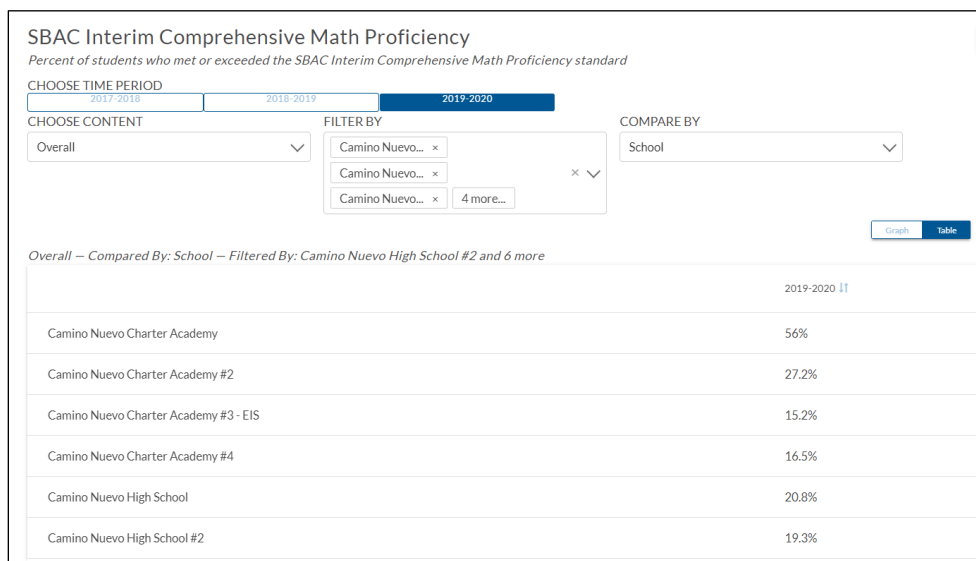 SBAC Interim Comprehensive Math Proficiency
Percent of students who met or exceeded the SBAC Interim Comprehensive Math Proficiency standard
CHOOSE TIME PERIOD
2017-2018 2018-2019 2019-2020
CHOOSE CONTENT FILTER BY COMPARE BY
Overall Camino Nuevo... × School
Camino Nuevo... × ×
Camino Nuevo... × 4 more...
Graph Table
Overall — Compared By: School — Filtered By: Camino Nuevo High School #2 and 6 more
2019-2020
Camino Nuevo Charter Academy 56%
Camino Nuevo Charter Academy #2 27.2%
Camino Nuevo Charter Academy #3 - EIS 15.2%
Camino Nuevo Charter Academy #4 16.5%
Camino Nuevo High School 20.8%
Camino Nuevo High School #2 19.3%